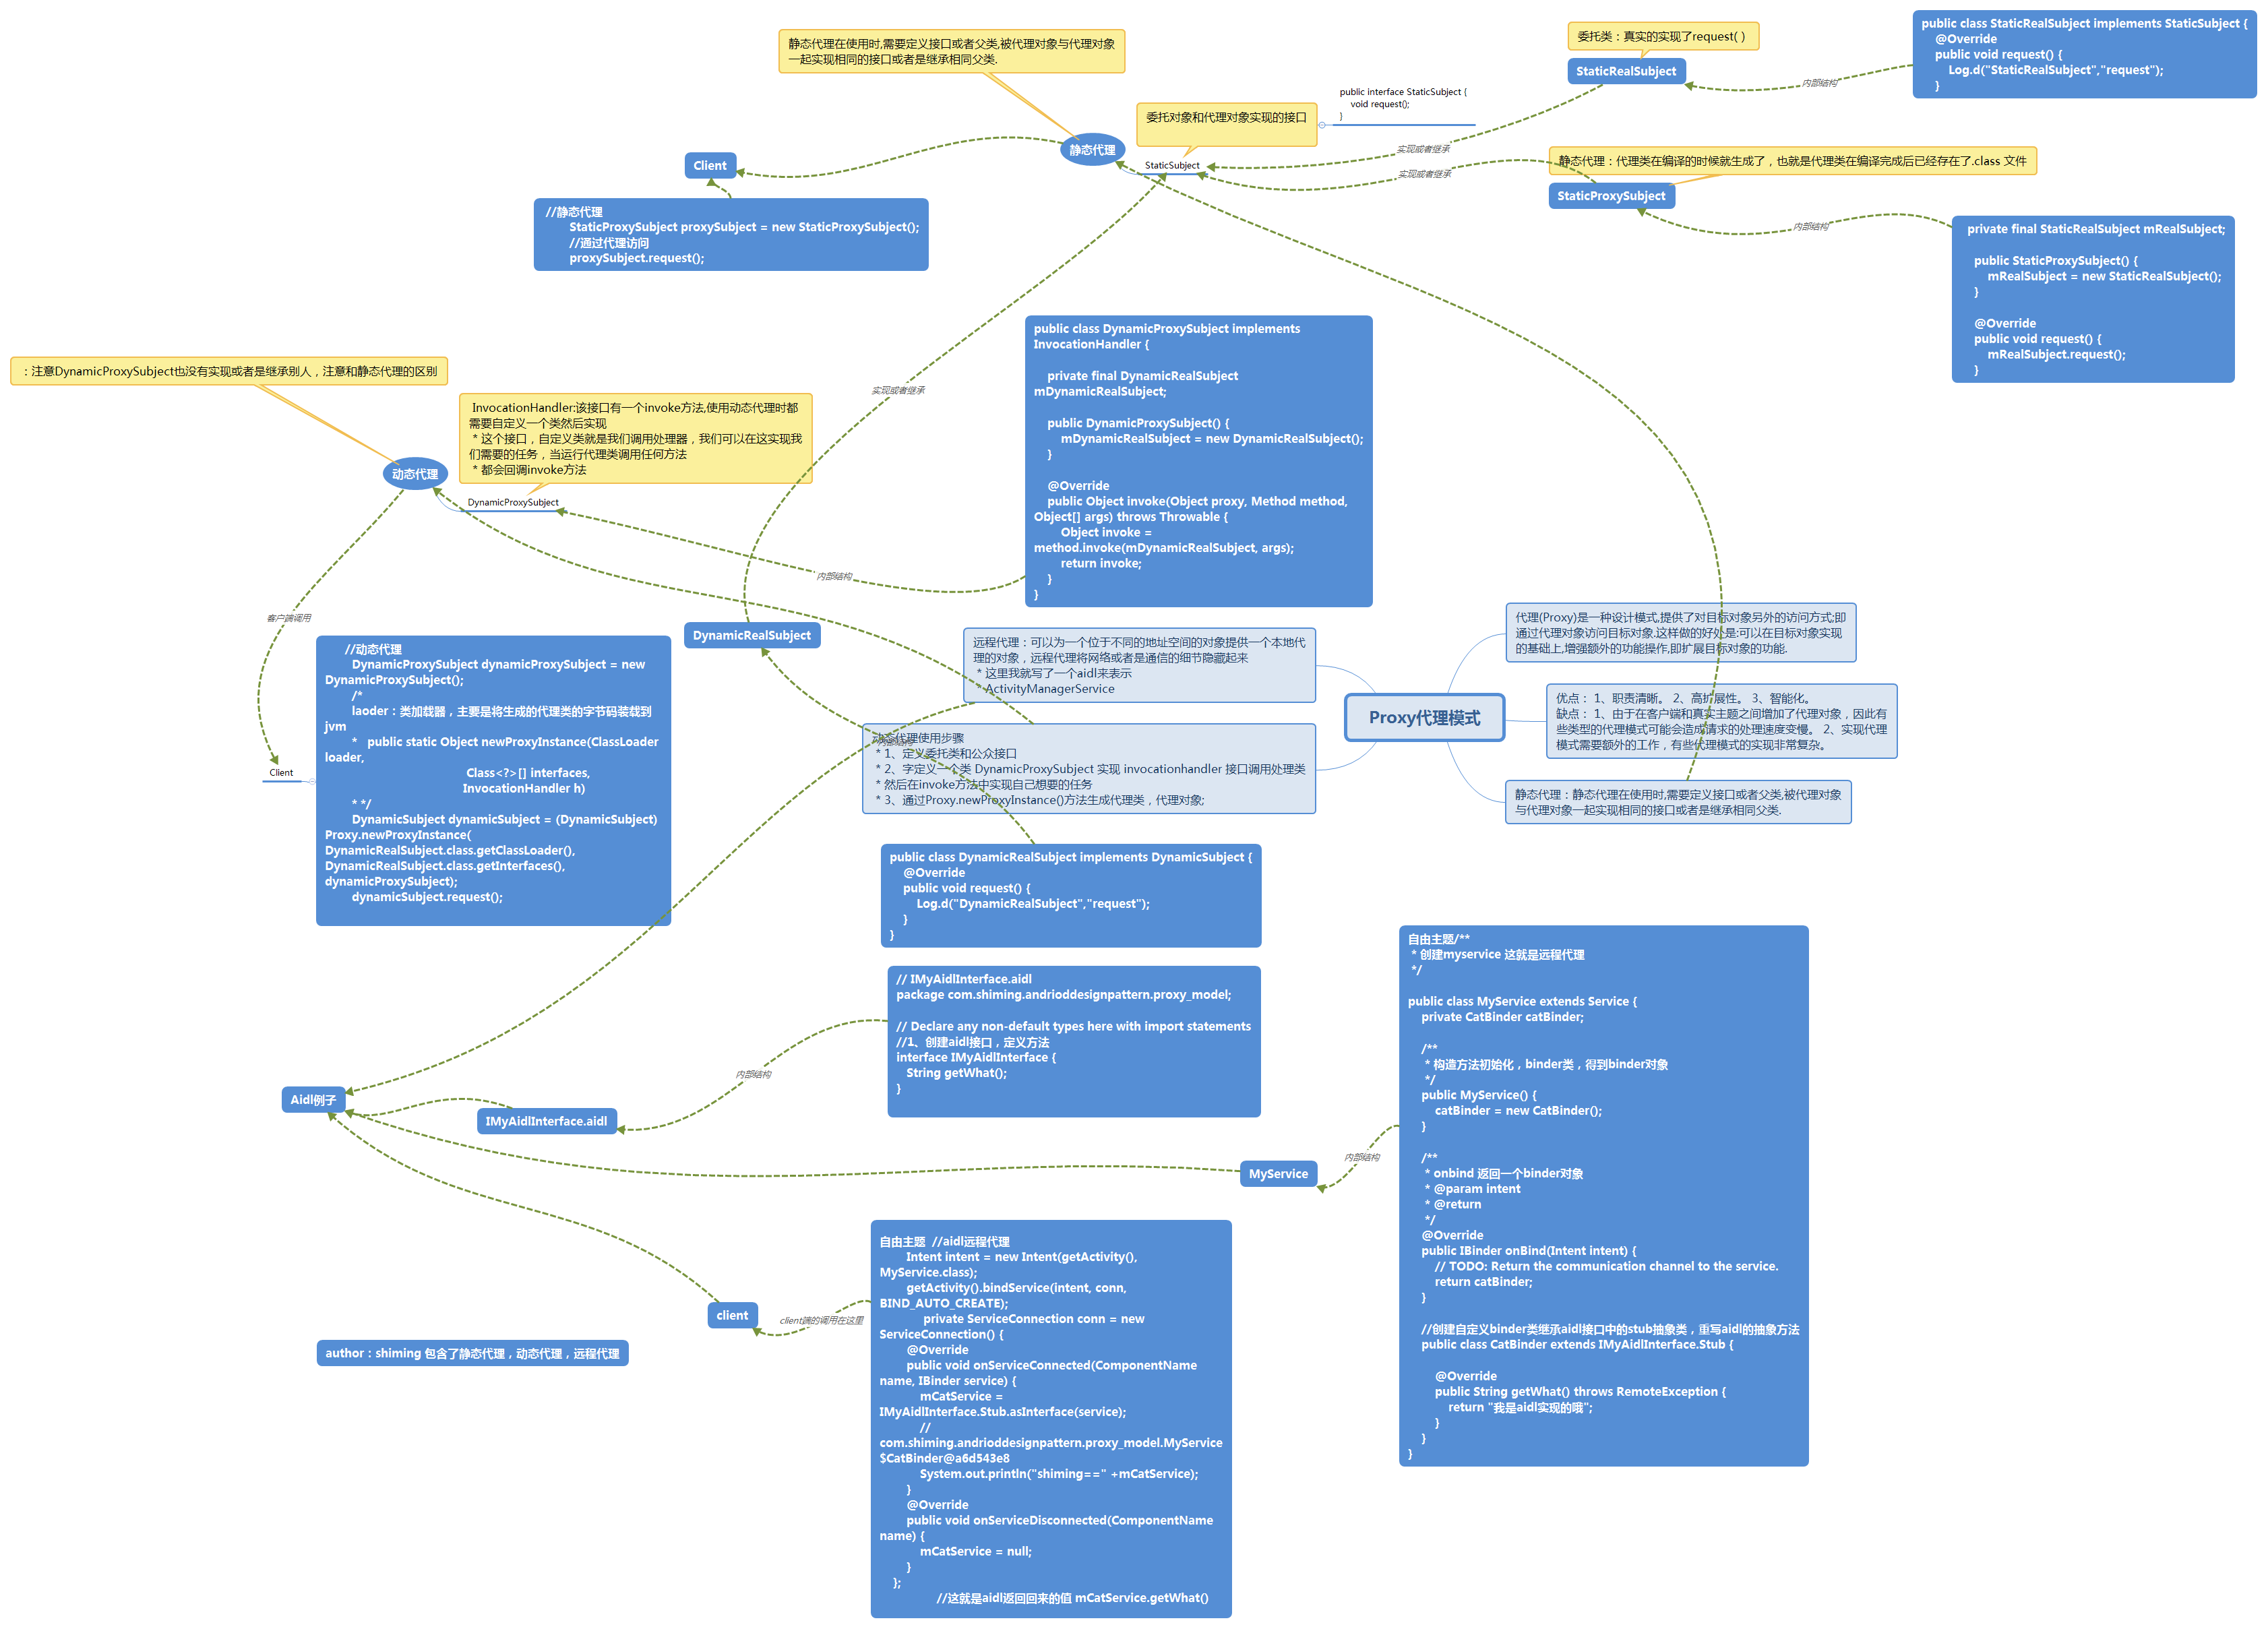 静态代理在使用时,需要定义接口或者父类,被代理对象与代理对象
一起实现相同的接口或者是继承相同父类.
委托类：真实的实现了request( )
StaticRealSubject
public class StaticRealSubject implements StaticSubject {
@Override
public void request() {
Log.d("StaticRealSubject","request");
}
内部结构
委托对象和代理对象实现的接口
public interface StaticSubject {
void request();
}
静态代理
StaticSubject
实现或者继承
实现或者继承
静态代理：代理类在编译的时候就生成了，也就是代理类在编译完成后已经存在了.class 文件
StaticProxySubject
内部结构
private final StaticRealSubject mRealSubject;
public StaticProxySubject() {
mRealSubject = new StaticRealSubject();
}
@Override
public void request() {
mRealSubject.request();
}
Client
//静态代理
StaticProxySubject proxySubject = new StaticProxySubject();
//通过代理访问
proxySubject.request();
：注意DynamicProxySubject也没有实现或者是继承别人，注意和静态代理的区别
InvocationHandler:该接口有一个invoke方法,使用动态代理时都
需要自定义一个类然后实现
* 这个接口，自定义类就是我们调用处理器，我们可以在这实现我
们需要的任务，当运行代理类调用任何方法
* 都会回调invoke方法
动态代理
DynamicProxySubject
实现或者继承
内部结构
public class DynamicProxySubject implements
InvocationHandler {
private final DynamicRealSubject
mDynamicRealSubject;
public DynamicProxySubject() {
mDynamicRealSubject = new DynamicRealSubject();
}
@Override
public Object invoke(Object proxy, Method method,
Object[] args) throws Throwable {
Object invoke =
method.invoke(mDynamicRealSubject, args);
return invoke;
}
}
客户端调用
Client
//动态代理
DynamicProxySubject dynamicProxySubject = new
DynamicProxySubject();
/*
laoder：类加载器，主要是将生成的代理类的字节码装载到
jvm
* public static Object newProxyInstance(ClassLoader
loader,
Class<?>[] interfaces,
InvocationHandler h)
* */
DynamicSubject dynamicSubject = (DynamicSubject)
Proxy.newProxyInstance(
DynamicRealSubject.class.getClassLoader(),
DynamicRealSubject.class.getInterfaces(),
dynamicProxySubject);
dynamicSubject.request();
DynamicRealSubject
内部结构
远程代理：可以为一个位于不同的地址空间的对象提供一个本地代
理的对象，远程代理将网络或者是通信的细节隐藏起来
* 这里我就写了一个aidl来表示
ActivityManagerService
动态代理使用步骤
* 1、定义委托类和公众接口
* 2、字定义一个类 DynamicProxySubject 实现 invocationhandler 接口调用处理类
* 然后在invoke方法中实现自己想要的任务
* 3、通过Proxy.newProxyInstance()方法生成代理类，代理对象;
Proxy代理模式
代理(Proxy)是一种设计模式,提供了对目标对象另外的访问方式;即
通过代理对象访问目标对象.这样做的好处是:可以在目标对象实现
的基础上,增强额外的功能操作,即扩展目标对象的功能.
优点： 1、职责清晰。 2、高扩展性。 3、智能化。
缺点： 1、由于在客户端和真实主题之间增加了代理对象，因此有
些类型的代理模式可能会造成请求的处理速度变慢。 2、实现代理
模式需要额外的工作，有些代理模式的实现非常复杂。
静态代理：静态代理在使用时,需要定义接口或者父类,被代理对象
与代理对象一起实现相同的接口或者是继承相同父类.
public class DynamicRealSubject implements DynamicSubject {
@Override
public void request() {
Log.d("DynamicRealSubject","request");
}
}
// IMyAidlInterface.aidl
package com.shiming.andrioddesignpattern.proxy_model;
// Declare any non-default types here with import statements
//1、创建aidl接口，定义方法
interface IMyAidlInterface {
String getWhat();
}
内部结构
Aidl例子
IMyAidlInterface.aidl
MyService
内部结构
自由主题/**
* 创建myservice 这就是远程代理
*/
public class MyService extends Service {
private CatBinder catBinder;
/**
* 构造方法初始化，binder类，得到binder对象
*/
public MyService() {
catBinder = new CatBinder();
}
/**
* onbind 返回一个binder对象
* @param intent
* @return
*/
@Override
public IBinder onBind(Intent intent) {
// TODO: Return the communication channel to the service.
return catBinder;
}
//创建自定义binder类继承aidl接口中的stub抽象类，重写aidl的抽象方法
public class CatBinder extends IMyAidlInterface.Stub {
@Override
public String getWhat() throws RemoteException {
return "我是aidl实现的哦";
}
}
}
client
client端的调用在这里
自由主题 //aidl远程代理
Intent intent = new Intent(getActivity(),
MyService.class);
getActivity().bindService(intent, conn,
BIND_AUTO_CREATE);
private ServiceConnection conn = new
ServiceConnection() {
@Override
public void onServiceConnected(ComponentName
name, IBinder service) {
mCatService =
IMyAidlInterface.Stub.asInterface(service);
//
com.shiming.andrioddesignpattern.proxy_model.MyService
$CatBinder@a6d543e8
System.out.println("shiming==" +mCatService);
}
@Override
public void onServiceDisconnected(ComponentName
name) {
mCatService = null;
}
};
//这就是aidl返回回来的值 mCatService.getWhat()
author：shiming 包含了静态代理，动态代理，远程代理